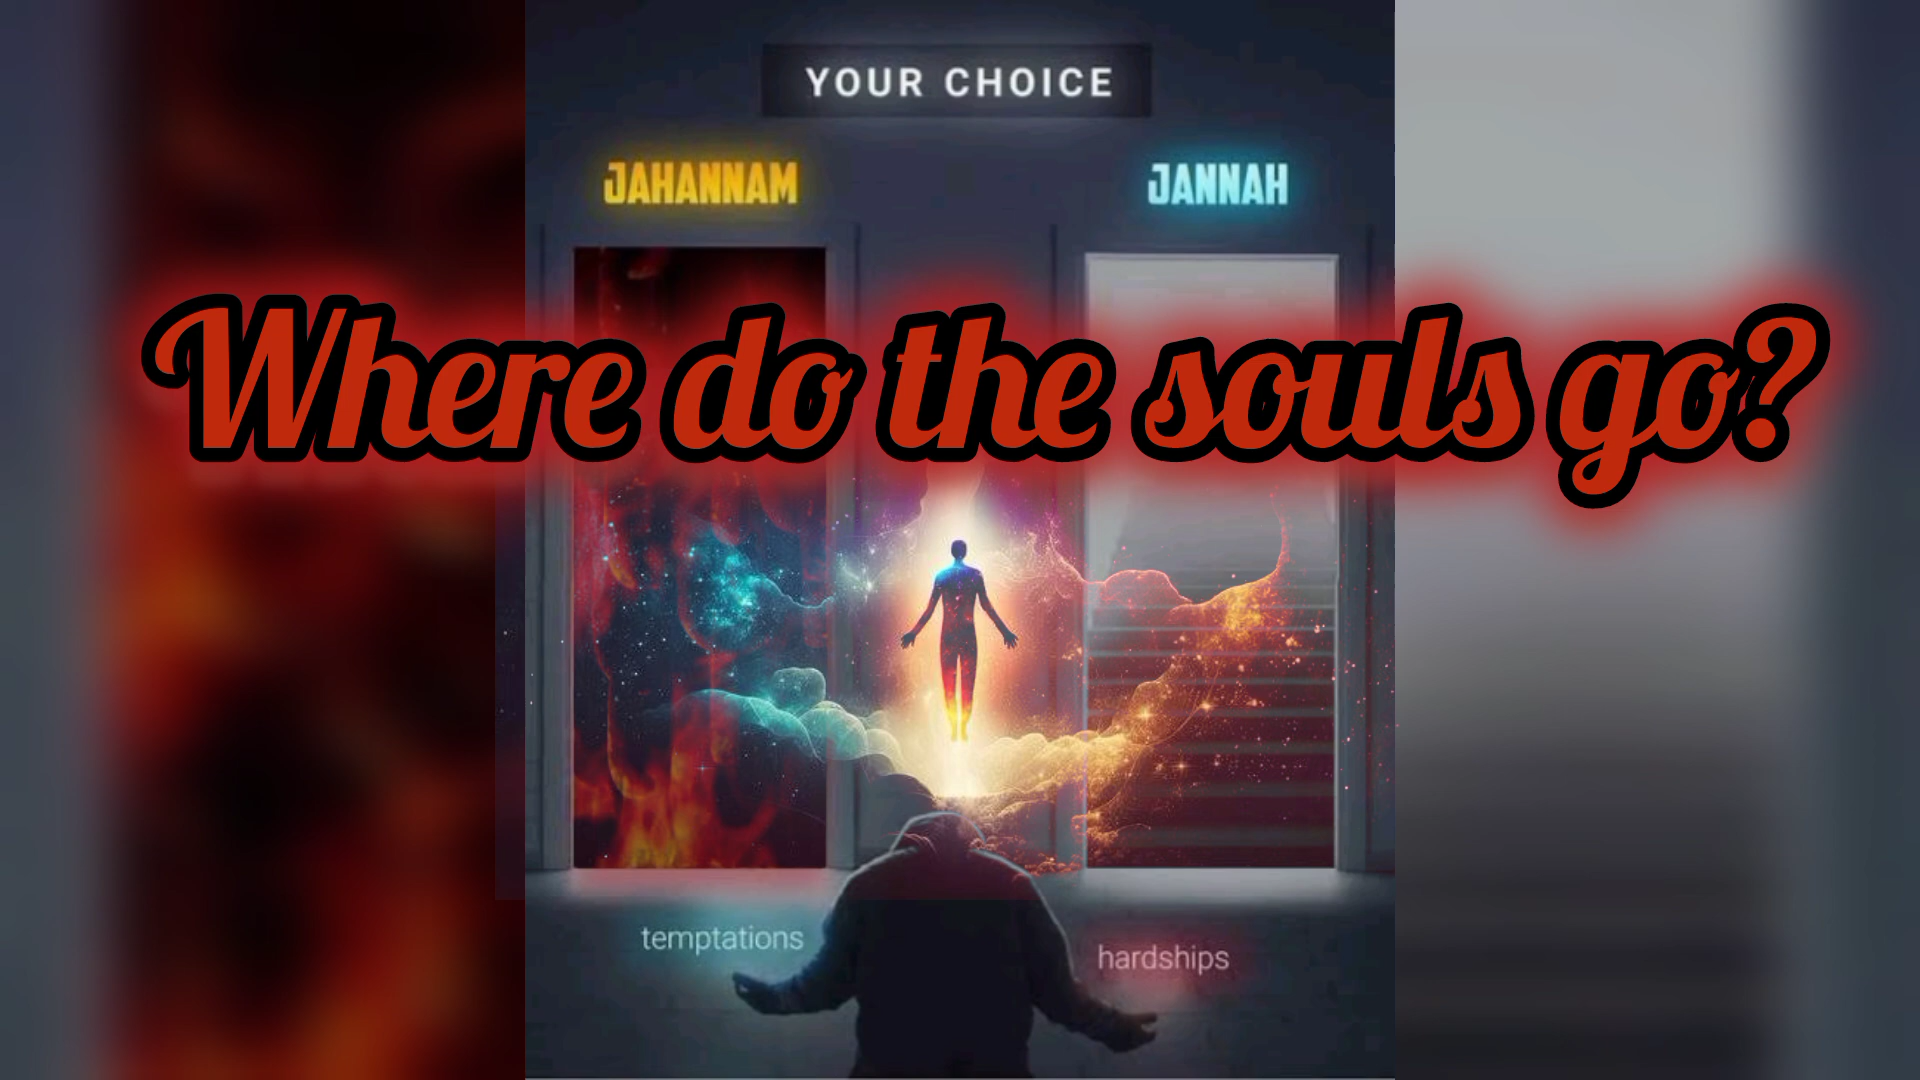 YOUR CHOICE
JAHANNAM
JANNAH
Where do the souls go?
temptations
hardships